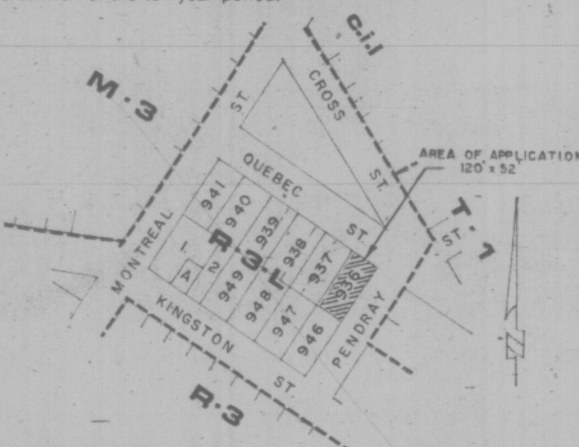 C.i.l
M·3
CROSS
ST.
ST.
AREA OF APPLICATION
120' x 52'
QUEBEC
ST.
941
940
939
938
937
936
R·3·L
T·1
ST.
MONTREAL
1
A
2
949
948
947
946
PENDRAY
KINGSTON
ST.
R·3